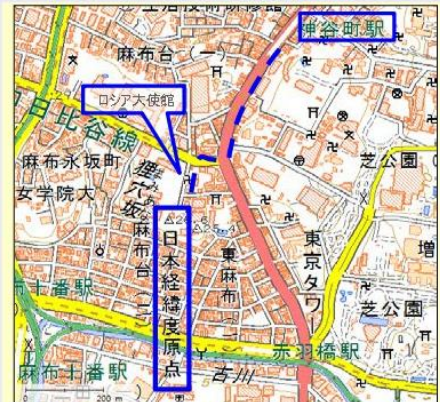 神谷町駅
麻布台(一)
ロシア大使館
日比谷線
麻布永坂町
狸穴坂
女学院大
芝公園
麻布台
日本経緯度原点
東麻布
東京タワー
増
芝公園
市十番駅
赤羽橋駅
麻布十番駅
古川
200 m